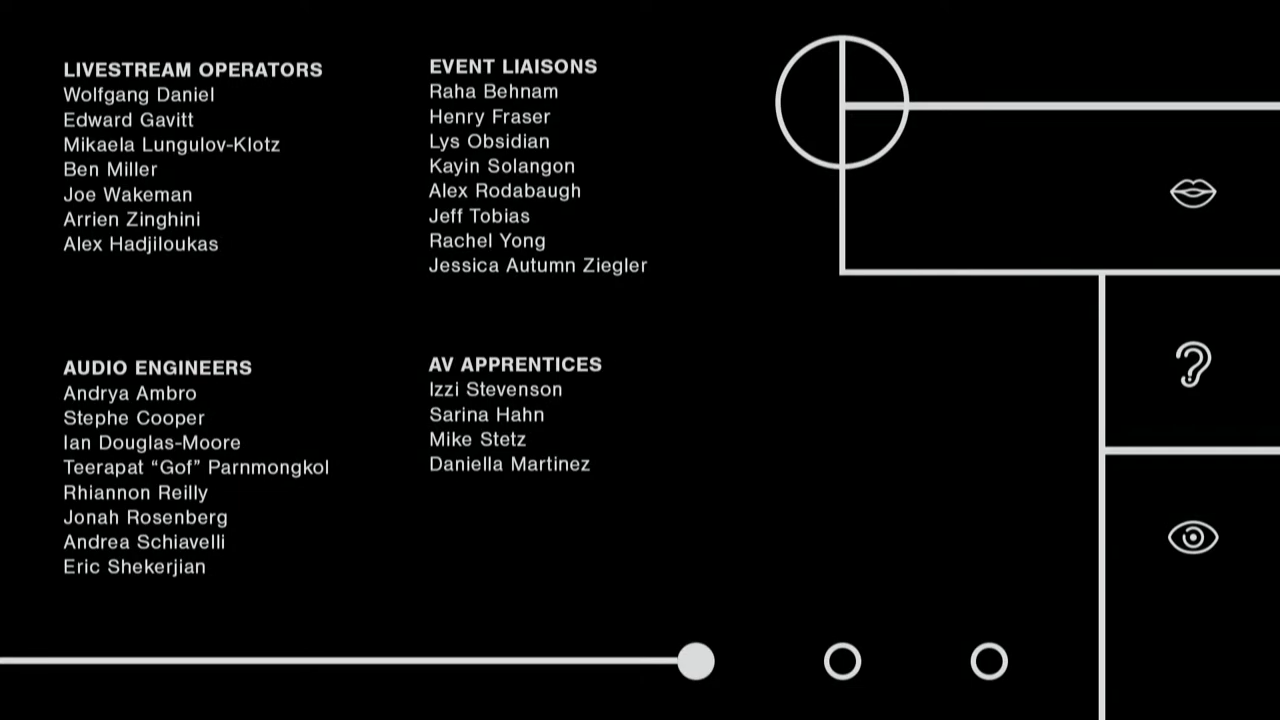 LIVESTREAM OPERATORS
Wolfgang Daniel
Edward Gavitt
Mikaela Lungulov-Klotz
Ben Miller
Joe Wakeman
Arrien Zinghini
Alex Hadjiloukas
EVENT LIAISONS
Raha Behnam
Henry Fraser
Lys Obsidian
Kayin Solangon
Alex Rodabaugh
Jeff Tobias
Rachel Yong
Jessica Autumn Ziegler
AUDIO ENGINEERS
Andrya Ambro
Stephe Cooper
Ian Douglas-Moore
Teerapat “Gof” Parnmongkol
Rhiannon Reilly
Jonah Rosenberg
Andrea Schiavelli
Eric Shekerjian
AV APPRENTICES
Izzi Stevenson
Sarina Hahn
Mike Stetz
Daniella Martinez